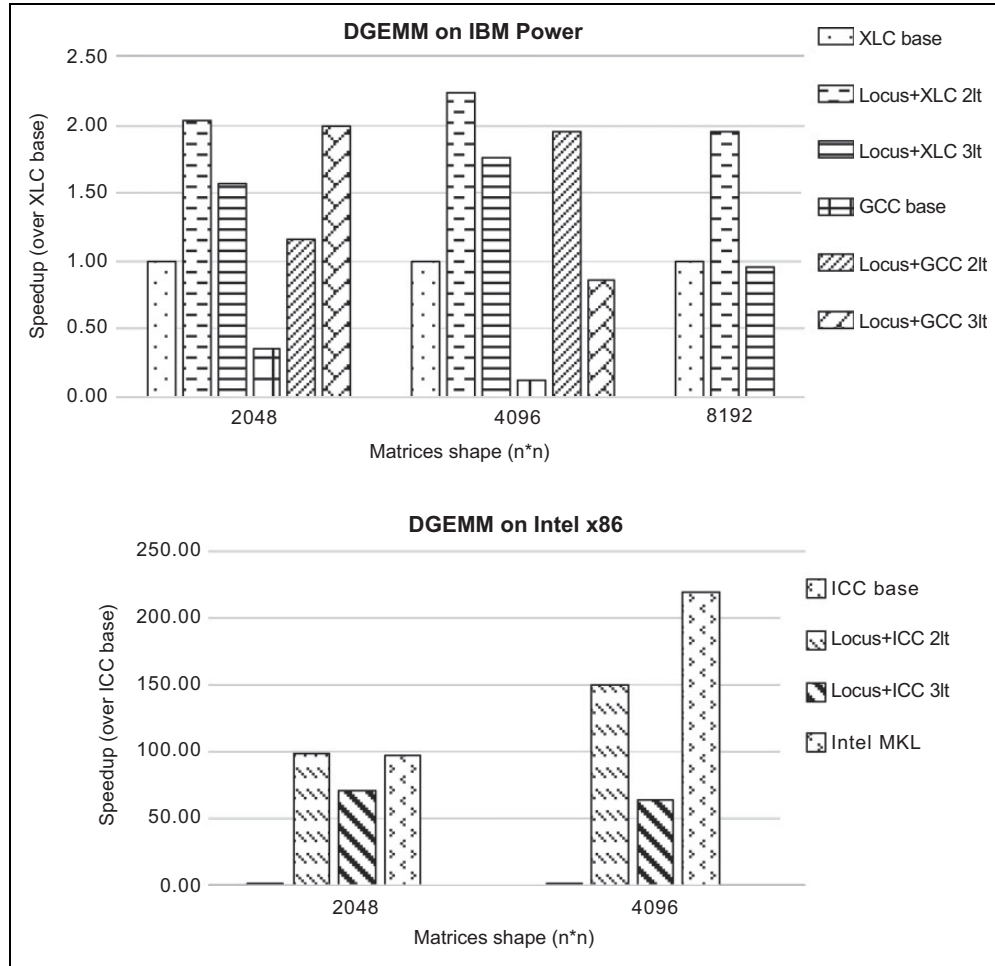 DGEMM on IBM Power
Speedup (over XLC base)
2.50
2.00
1.50
1.00
0.50
0.00
2048
4096
8192
Matrices shape (n*n)
XLC base
Locus+XLC 2lt
Locus+XLC 3lt
GCC base
Locus+GCC 2lt
Locus+GCC 3lt
DGEMM on Intel x86
Speedup (over ICC base)
250.00
200.00
150.00
100.00
50.00
0.00
2048
4096
Matrices shape (n*n)
ICC base
Locus+ICC 2lt
Locus+ICC 3lt
Intel MKL